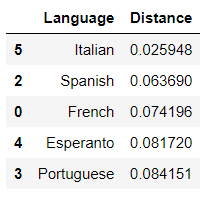 Language Distance
5 Italian 0.025948
2 Spanish 0.063690
0 French 0.074196
4 Esperanto 0.081720
3 Portuguese 0.084151